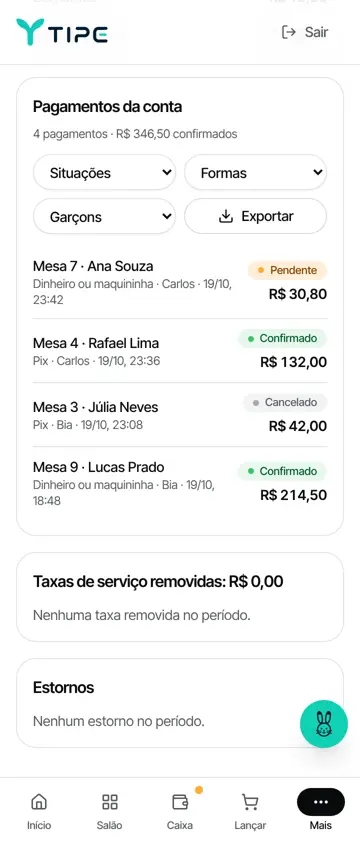 TIPE
Sair
Pagamentos da conta
4 pagamentos · R$ 346,50 confirmados
Situações
Formas
Garçons
Exportar
Mesa 7 · Ana Souza
Pendente
Dinheiro ou maquininha · Carlos · 19/10,
23:42
R$ 30,80
Mesa 4 · Rafael Lima
Confirmado
Pix · Carlos · 19/10, 23:36
R$ 132,00
Mesa 3 · Júlia Neves
Cancelado
Pix · Bia · 19/10, 23:08
R$ 42,00
Mesa 9 · Lucas Prado
Confirmado
Dinheiro ou maquininha · Bia · 19/10,
18:48
R$ 214,50
Taxas de serviço removidas: R$ 0,00
Nenhuma taxa removida no período.
Estornos
Nenhum estorno no período.
Início
Salão
Caixa
Lançar
Mais